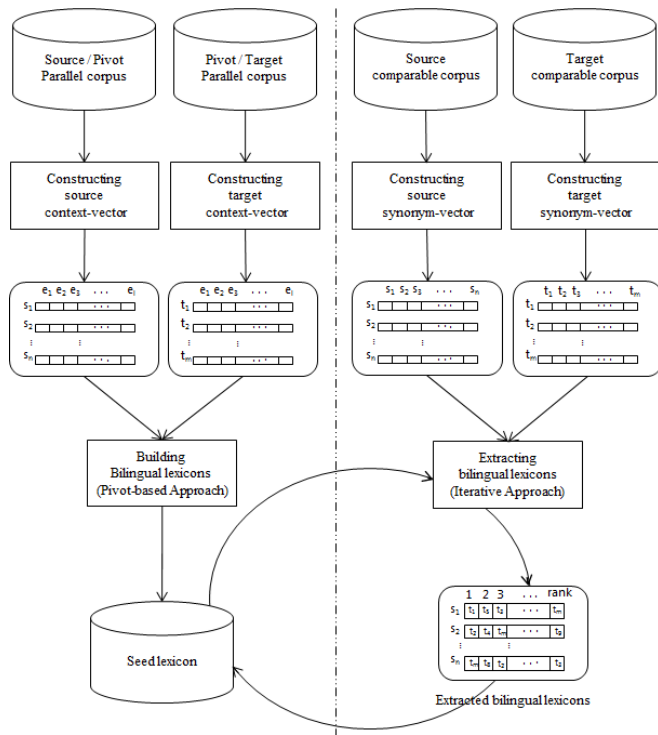 Source / Pivot
Parallel corpus
Pivot / Target
Parallel corpus
Source
comparable corpus
Target
comparable corpus
Constructing
source
context-vector
Constructing
target
context-vector
Constructing
source
synonym-vector
Constructing
target
synonym-vector
e1 e2 e3 ... el
s1 ...
s2 ...
⋮ ⋮
sn ...
e1 e2 e3 ... el
t1 ...
t2 ...
⋮ ⋮
tm ...
s1 s2 s3 ... sn
s1 ...
s2 ...
⋮ ⋮
sn ...
t1 t2 t3 ... tm
t1 ...
t2 ...
⋮ ⋮
tm ...
Building
Bilingual lexicons
(Pivot-based Approach)
Extracting
bilingual lexicons
(Iterative Approach)
Seed lexicon
1 2 3 ... rank
s1 t1 ... tm
s2 t2 t4 tm ...
⋮ ⋮
sn tm t8 t2 ...
Extracted bilingual lexicons